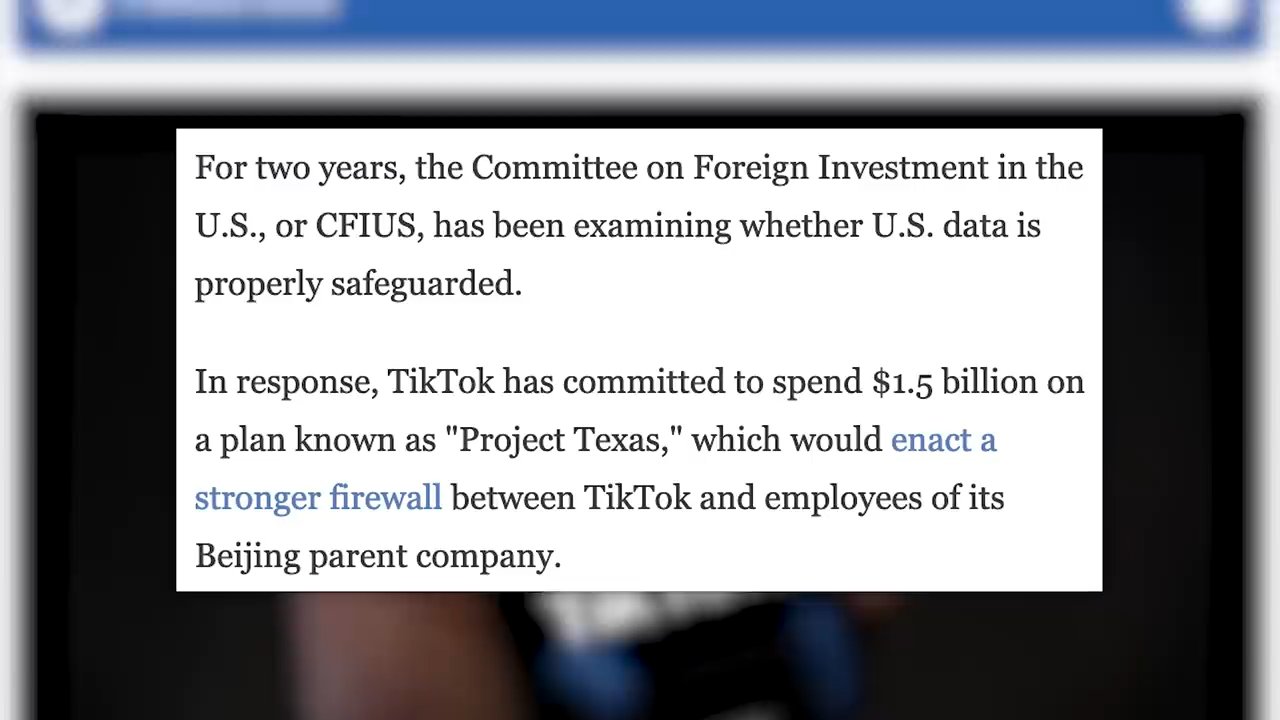 For two years, the Committee on Foreign Investment in the
U.S., or CFIUS, has been examining whether U.S. data is
properly safeguarded.
In response, TikTok has committed to spend $1.5 billion on
a plan known as "Project Texas," which would enact a
stronger firewall between TikTok and employees of its
Beijing parent company.